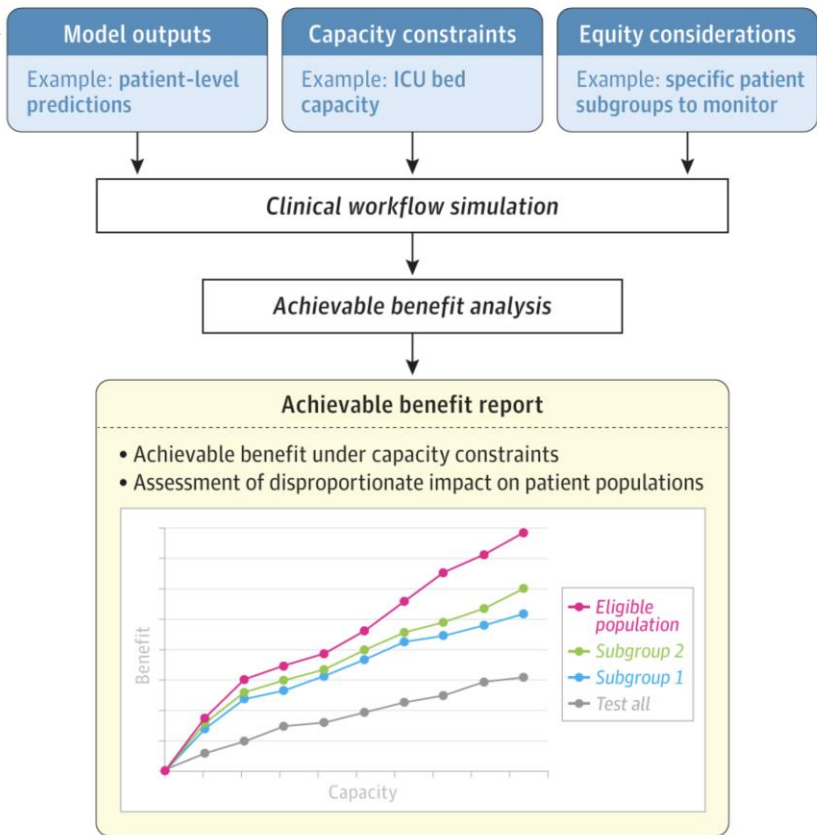 Model outputs
Example: patient-level
predictions
Capacity constraints
Example: ICU bed
capacity
Equity considerations
Example: specific patient
subgroups to monitor
Clinical workflow simulation
Achievable benefit analysis
Achievable benefit report
• Achievable benefit under capacity constraints
• Assessment of disproportionate impact on patient populations
Benefit
Eligible
population
Subgroup 2
Subgroup 1
Test all
Capacity